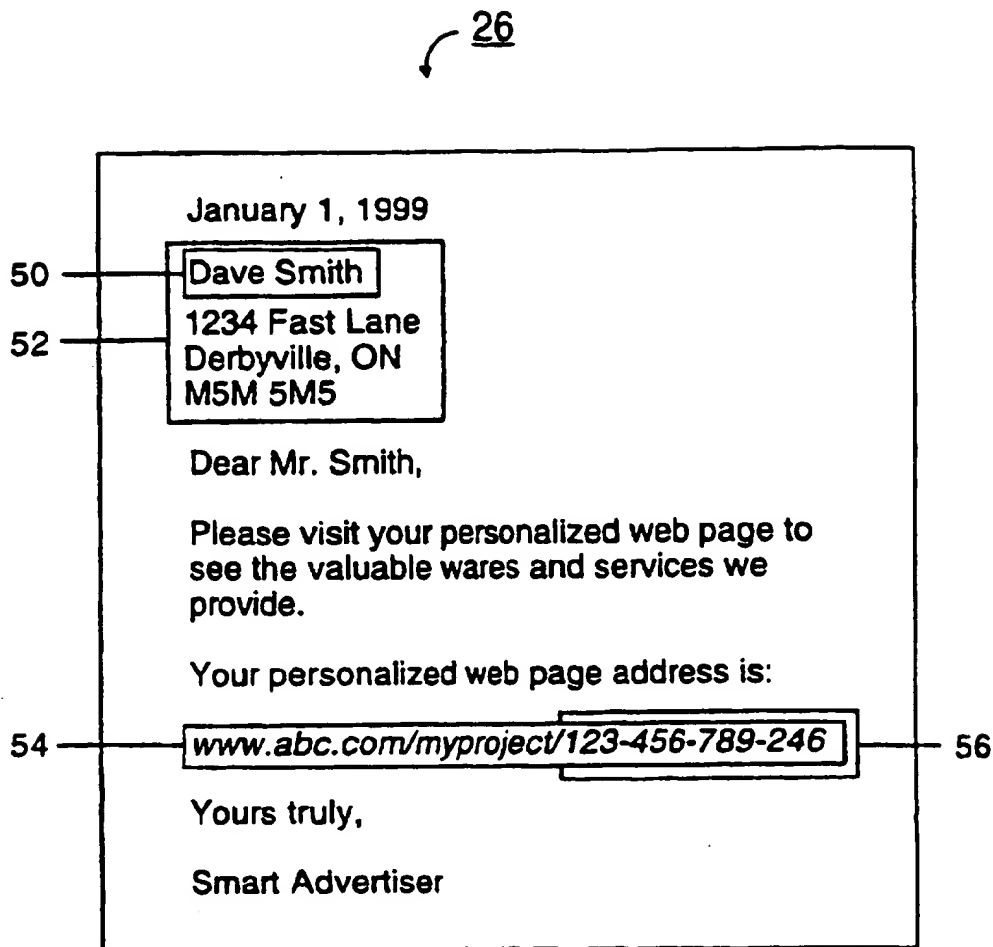 26
January 1, 1999
50
Dave Smith
52
1234 Fast Lane
Derbyville, ON
M5M 5M5
Dear Mr. Smith,
Please visit your personalized web page to
see the valuable wares and services we
provide.
Your personalized web page address is:
54
www.abc.com/myproject/123-456-789-246
56
Yours truly,
Smart Advertiser